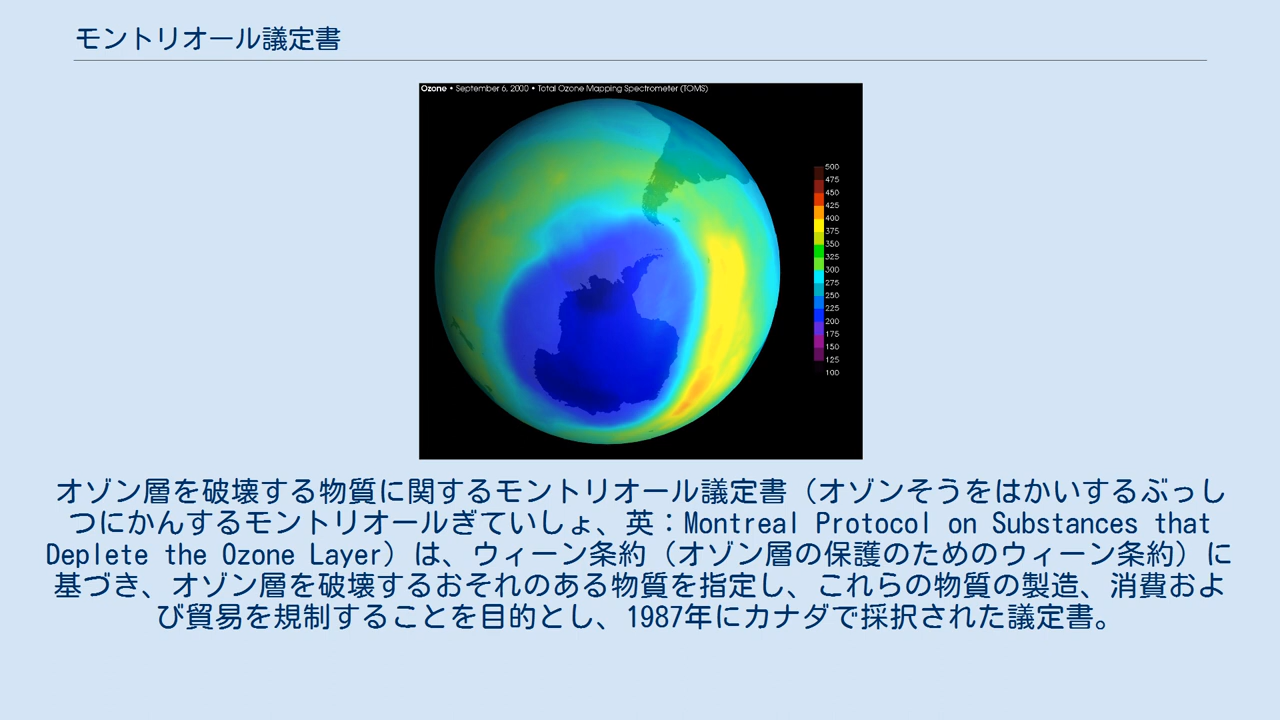 モントリオール議定書
Ozone • September 6, 2000 • Total Ozone Mapping Spectrometer (TOMS)
500
475
450
425
400
375
350
325
300
275
250
225
200
175
150
125
100
オゾン層を破壊する物質に関するモントリオール議定書（オゾンそうをはかいするぶっし
つにかんするモントリオールぎていしょ、英：Montreal Protocol on Substances that
Deplete the Ozone Layer）は、ウィーン条約（オゾン層の保護のためのウィーン条約）に
基づき、オゾン層を破壊するおそれのある物質を指定し、これらの物質の製造、消費およ
び貿易を規制することを目的とし、1987年にカナダで採択された議定書。